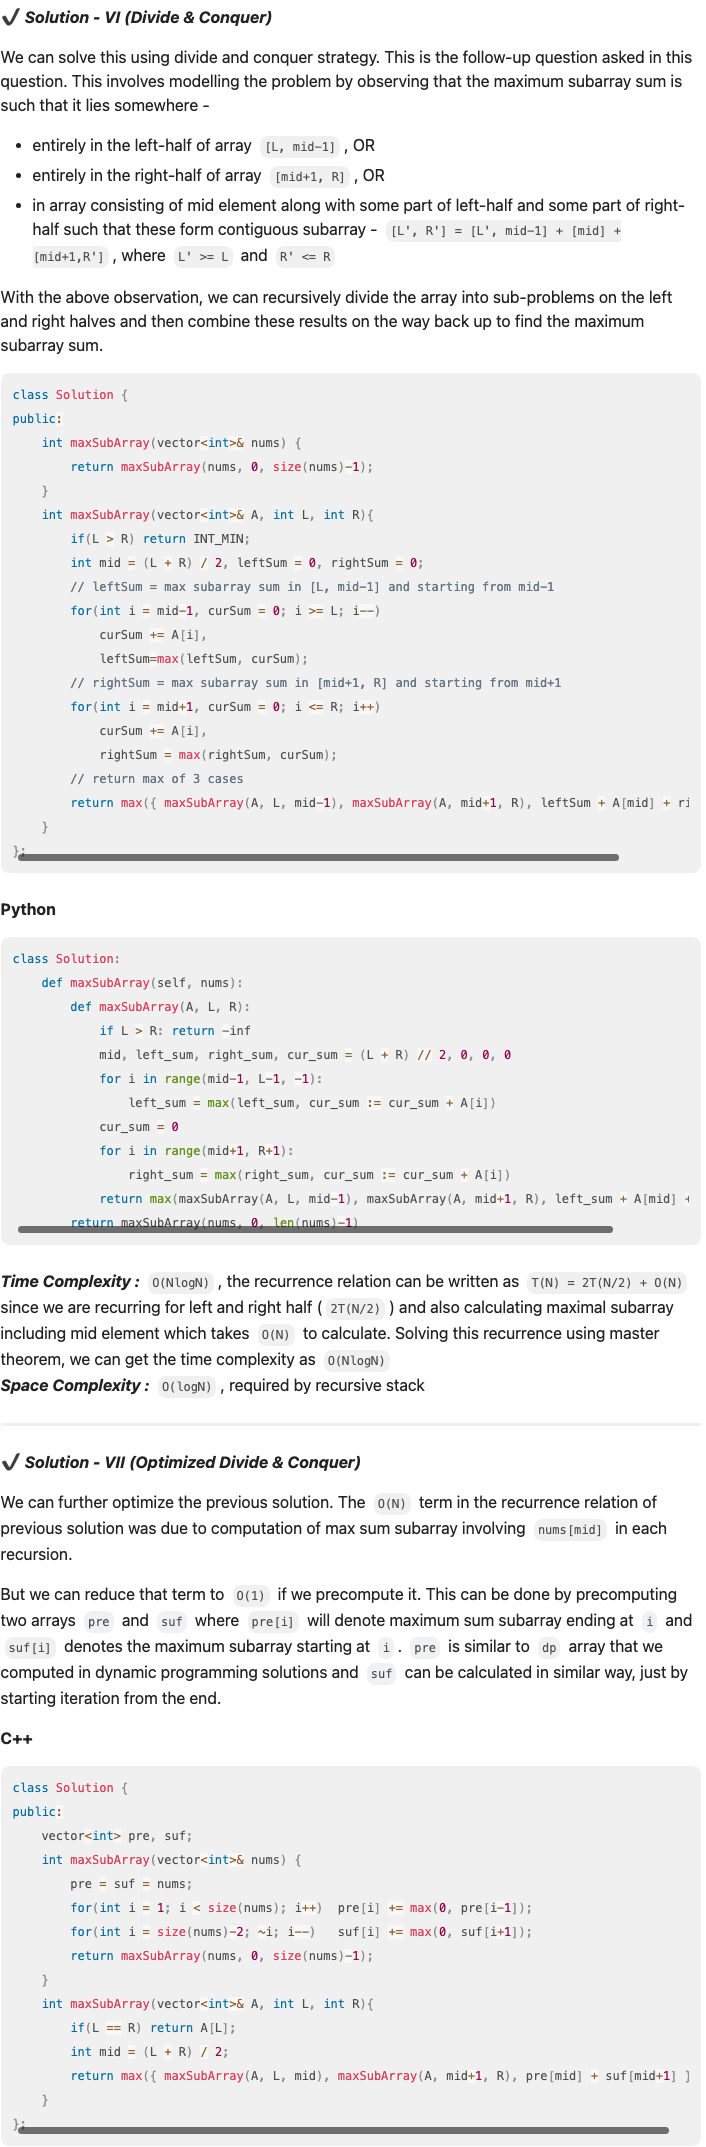 ✔️ Solution - VI (Divide & Conquer)
We can solve this using divide and conquer strategy. This is the follow-up question asked in this
question. This involves modelling the problem by observing that the maximum subarray sum is
such that it lies somewhere -
• entirely in the left-half of array [L, mid-1] , OR
• entirely in the right-half of array [mid+1, R] , OR
• in array consisting of mid element along with some part of left-half and some part of right-
half such that these form contiguous subarray - [L', R'] = [L', mid-1] + [mid] +
[mid+1,R'] , where L' >= L and R' <= R
With the above observation, we can recursively divide the array into sub-problems on the left
and right halves and then combine these results on the way back up to find the maximum
subarray sum.
class Solution {
public:
    int maxSubArray(vector<int>& nums) {
        return maxSubArray(nums, 0, size(nums)-1);
    }
    int maxSubArray(vector<int>& A, int L, int R){
        if(L > R) return INT_MIN;
        int mid = (L + R) / 2, leftSum = 0, rightSum = 0;
        // leftSum = max subarray sum in [L, mid-1] and starting from mid-1
        for(int i = mid-1, curSum = 0; i >= L; i--)
            curSum += A[i],
            leftSum=max(leftSum, curSum);
        // rightSum = max subarray sum in [mid+1, R] and starting from mid+1
        for(int i = mid+1, curSum = 0; i <= R; i++)
            curSum += A[i],
            rightSum = max(rightSum, curSum);
        // return max of 3 cases
        return max({ maxSubArray(A, L, mid-1), maxSubArray(A, mid+1, R), leftSum + A[mid] + ri
    }
};
Python
class Solution:
    def maxSubArray(self, nums):
        def maxSubArray(A, L, R):
            if L > R: return -inf
            mid, left_sum, right_sum, cur_sum = (L + R) // 2, 0, 0, 0
            for i in range(mid-1, L-1, -1):
                left_sum = max(left_sum, cur_sum := cur_sum + A[i])
            cur_sum = 0
            for i in range(mid+1, R+1):
                right_sum = max(right_sum, cur_sum := cur_sum + A[i])
            return max(maxSubArray(A, L, mid-1), maxSubArray(A, mid+1, R), left_sum + A[mid] +
        return maxSubArray(nums, 0, len(nums)-1)
Time Complexity : O(NlogN) , the recurrence relation can be written as T(N) = 2T(N/2) + O(N)
since we are recurring for left and right half ( 2T(N/2) ) and also calculating maximal subarray
including mid element which takes O(N) to calculate. Solving this recurrence using master
theorem, we can get the time complexity as O(NlogN)
Space Complexity : O(logN) , required by recursive stack
✔️ Solution - VII (Optimized Divide & Conquer)
We can further optimize the previous solution. The O(N) term in the recurrence relation of
previous solution was due to computation of max sum subarray involving nums[mid] in each
recursion.
But we can reduce that term to O(1) if we precompute it. This can be done by precomputing
two arrays pre and suf where pre[i] will denote maximum sum subarray ending at i and
suf[i] denotes the maximum subarray starting at i . pre is similar to dp array that we
computed in dynamic programming solutions and suf can be calculated in similar way, just by
starting iteration from the end.
C++
class Solution {
public:
    vector<int> pre, suf;
    int maxSubArray(vector<int>& nums) {
        pre = suf = nums;
        for(int i = 1; i < size(nums); i++)  pre[i] += max(0, pre[i-1]);
        for(int i = size(nums)-2; ~i; i--)   suf[i] += max(0, suf[i+1]);
        return maxSubArray(nums, 0, size(nums)-1);
    }
    int maxSubArray(vector<int>& A, int L, int R){
        if(L == R) return A[L];
        int mid = (L + R) / 2;
        return max({ maxSubArray(A, L, mid), maxSubArray(A, mid+1, R), pre[mid] + suf[mid+1] }
    }
};